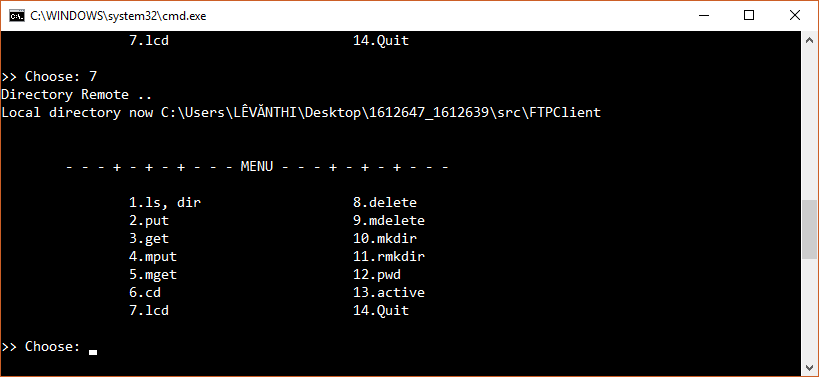 C:\WINDOWS\system32\cmd.exe
7.lcd 14.Quit
>> Choose: 7
Directory Remote ..
Local directory now C:\Users\LÊVĂNTHI\Desktop\1612647_1612639\src\FTPClient
- - - + - + - + - - - MENU - - - + - + - + - - -
1.ls, dir 8.delete
2.put 9.mdelete
3.get 10.mkdir
4.mput 11.rmkdir
5.mget 12.pwd
6.cd 13.active
7.lcd 14.Quit
>> Choose: